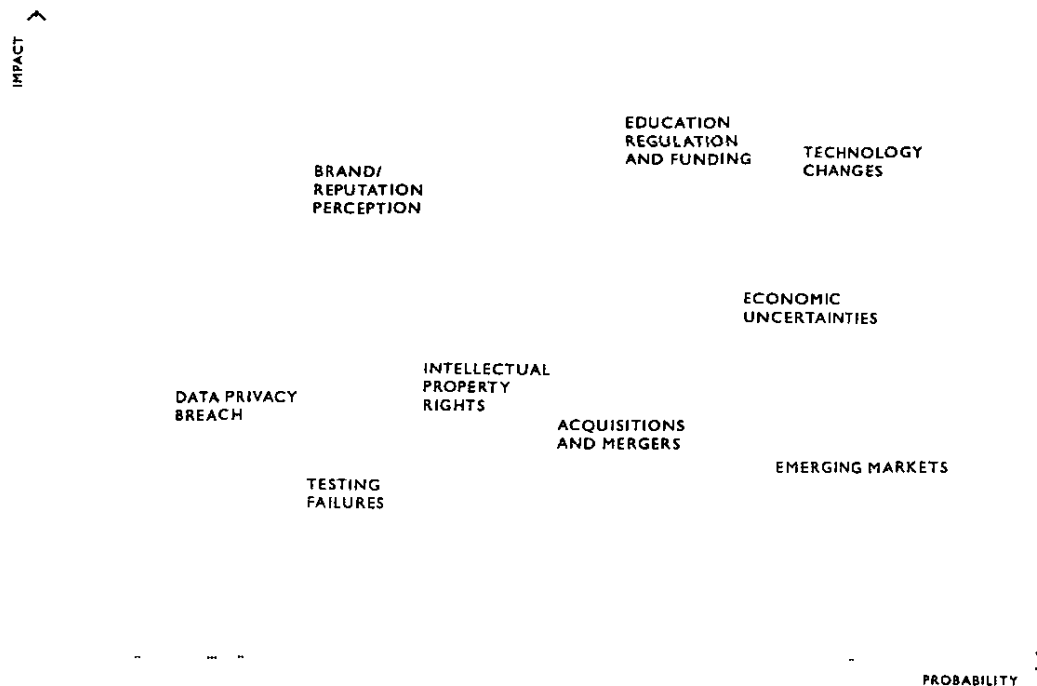 IMPACT
EDUCATION
REGULATION
AND FUNDING
TECHNOLOGY
CHANGES
BRAND/
REPUTATION
PERCEPTION
ECONOMIC
UNCERTAINTIES
INTELLECTUAL
PROPERTY
RIGHTS
DATA PRIVACY
BREACH
ACQUISITIONS
AND MERGERS
EMERGING MARKETS
TESTING
FAILURES
PROBABILITY